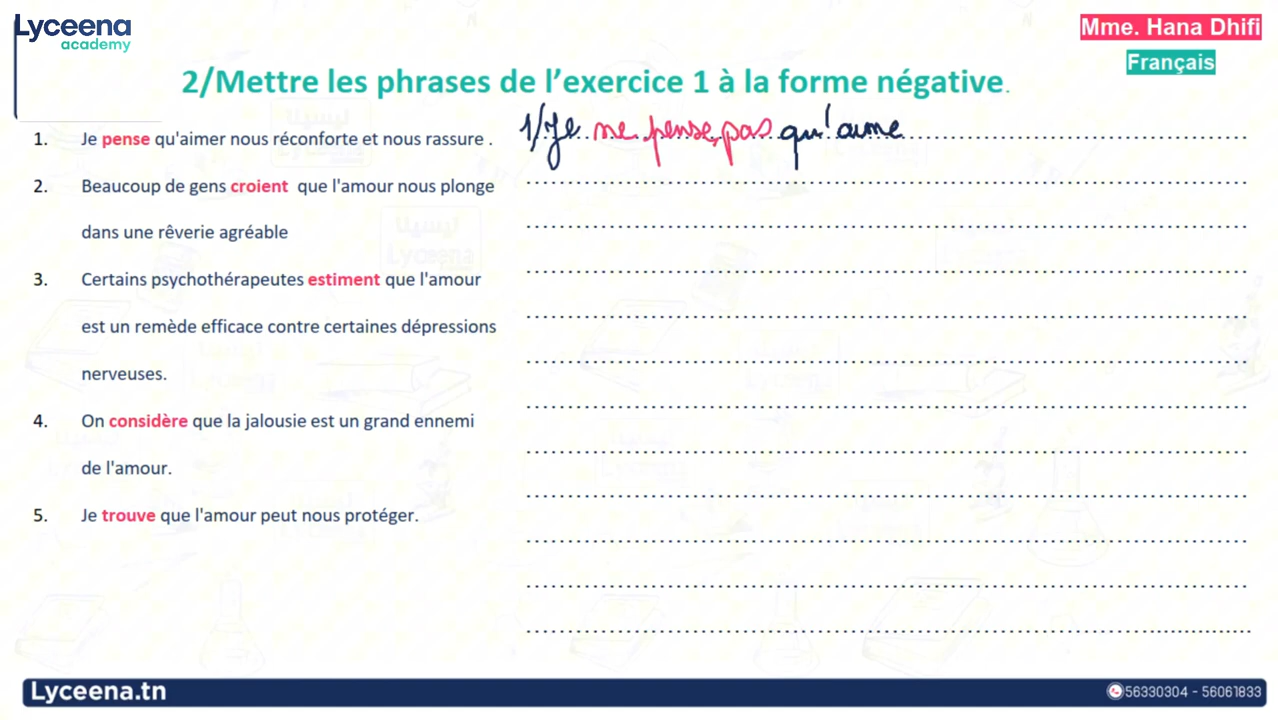 Lyceena
academy
Mme. Hana Dhifi
Français
2/Mettre les phrases de l'exercice 1 à la forme négative.
1. Je pense qu'aimer nous réconforte et nous rassure .
1/ Je ne pense pas qu'aime
2. Beaucoup de gens croient que l'amour nous plonge
dans une rêverie agréable
3. Certains psychothérapeutes estiment que l'amour
est un remède efficace contre certaines dépressions
nerveuses.
4. On considère que la jalousie est un grand ennemi
de l'amour.
5. Je trouve que l'amour peut nous protéger.
Lyceena.tn
56330304 - 56061833